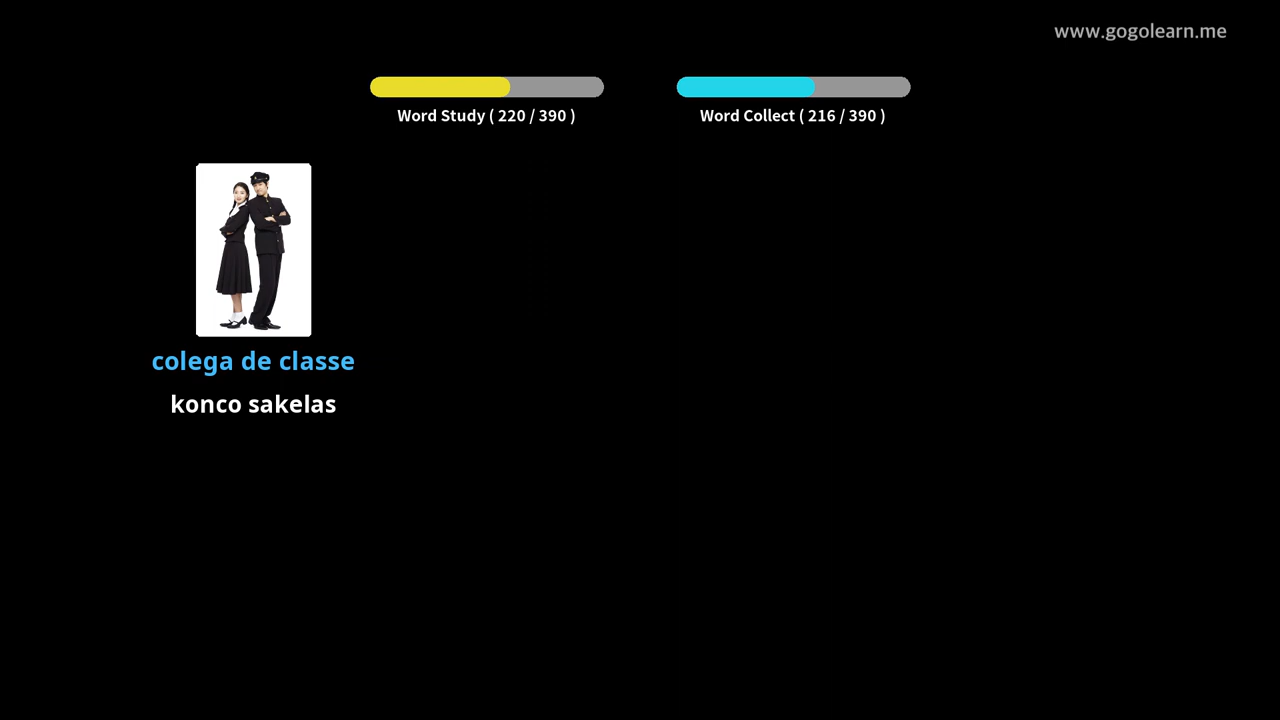 www.gogolearn.me
Word Study ( 220 / 390 )
Word Collect ( 216 / 390 )
colega de classe
konco sakelas